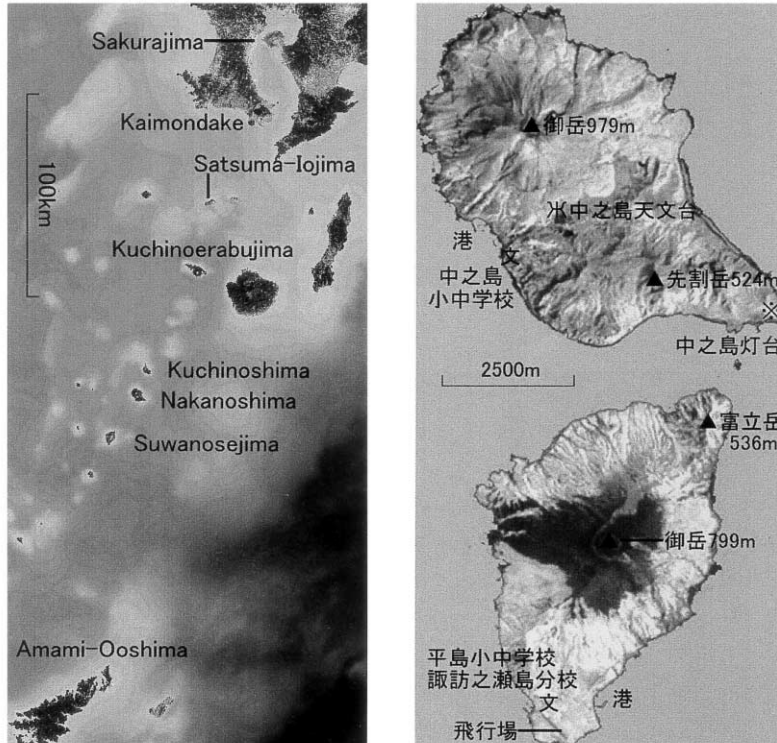 Sakurajima
Kaimondake
Satsuma-Iojima
100km
Kuchinoerabujima
Kuchinoshima
Nakanoshima
Suwanosejima
Amami-Ooshima
御岳979m
中之島天文台
港
文
中之島
小中学校
先割岳524m
※
中之島灯台
2500m
富立岳
536m
御岳799m
平島小中学校
諏訪之瀬島分校
文
港
飛行場